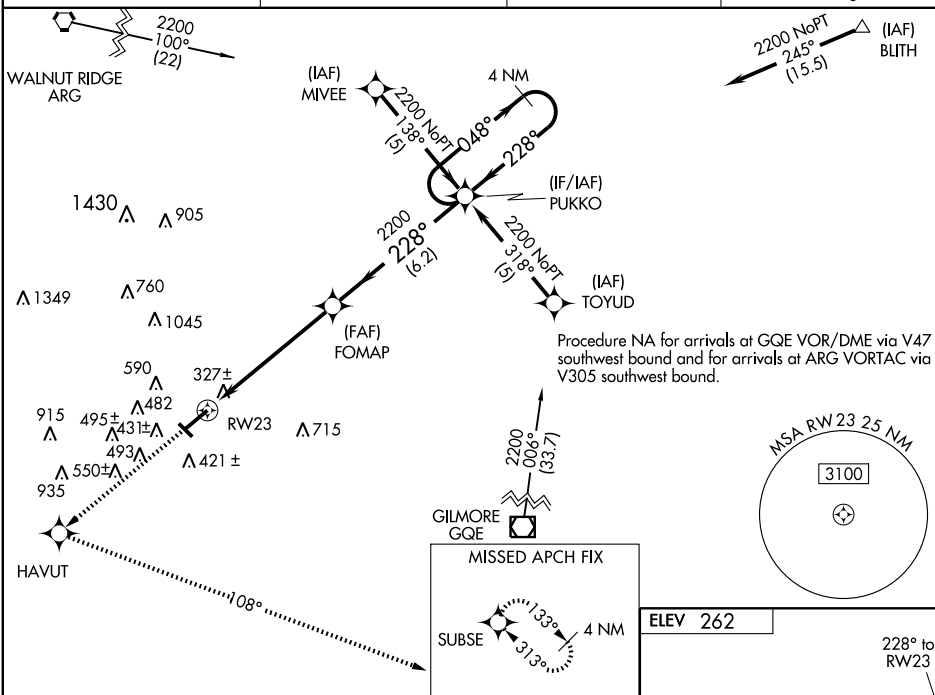 2200
100°
(22)
WALNUT RIDGE
ARG
(IAF)
MIVEE
2200 NoPT
138°
(5)
4 NM
048°
228°
2200 NoPT
245°
(15.5)
(IAF)
BLITH
(IF/IAF)
PUKKO
2200
228°
(6.2)
2200 NoPT
318°
(5)
(IAF)
TOYUD
1430
905
1349
760
1045
(FAF)
FOMAP
Procedure NA for arrivals at GQE VOR/DME via V47
southwest bound and for arrivals at ARG VORTAC via
V305 southwest bound.
590
327±
482
RW23
915
495±
431±
715
493
421 ±
550±
935
HAVUT
108°
2200
006°
(33.7)
GILMORE
GQE
MSA RW23 25 NM
3100
MISSED APCH FIX
SUBSE
133°
313°
4 NM
ELEV 262
228° to
RW23